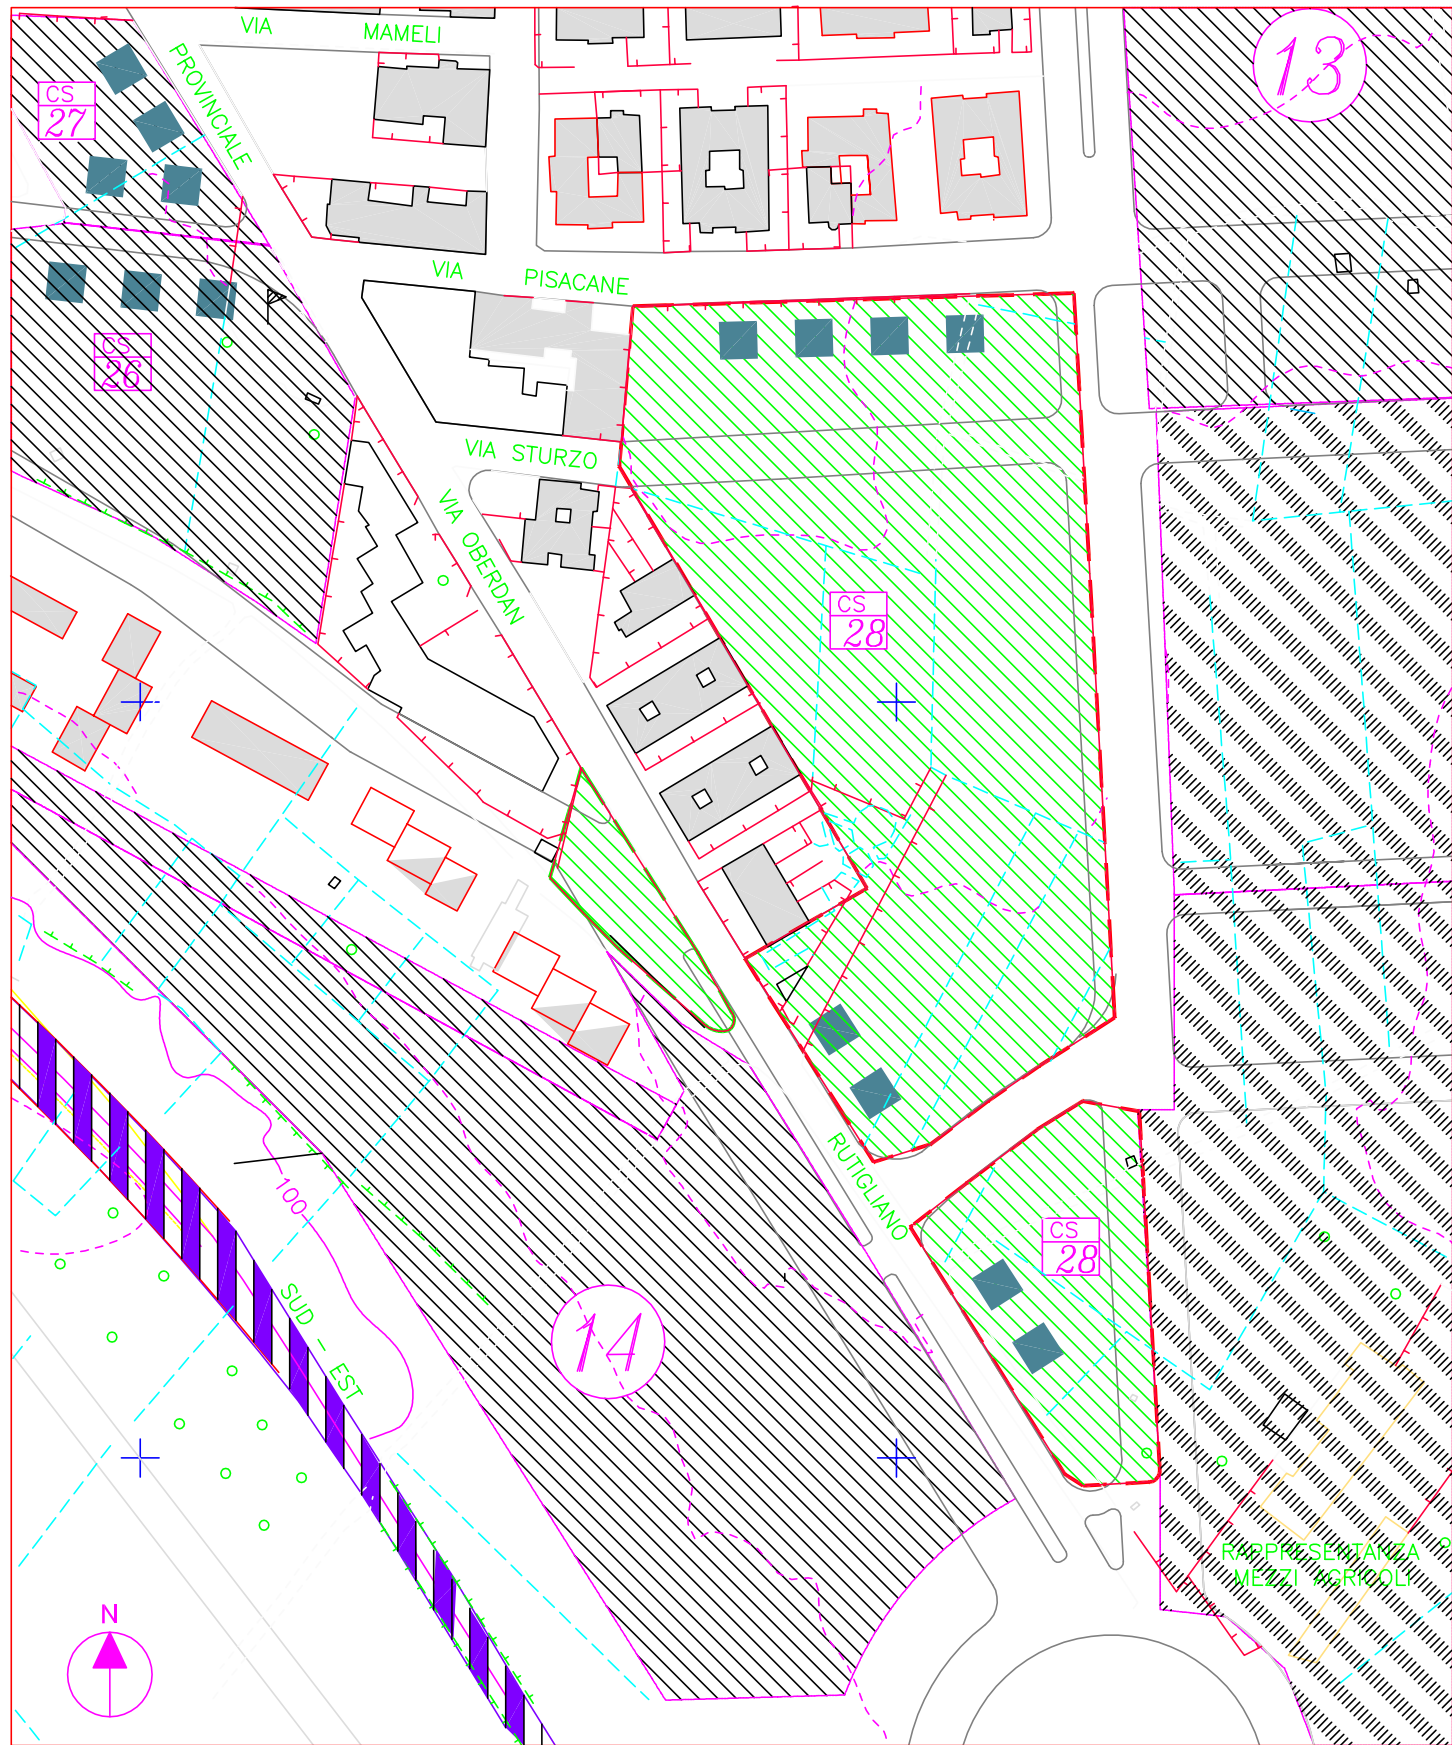 VIA MAMELI
13
PROVINCIALE
CS
27
VIA PISACANE
CS
26
VIA STURZO
VIA OBERDAN
CS
28
RUTIGLIANO
100
CS
28
SUD - EST
14
RAPPRESENTANZA
MEZZI AGRICOLI
N